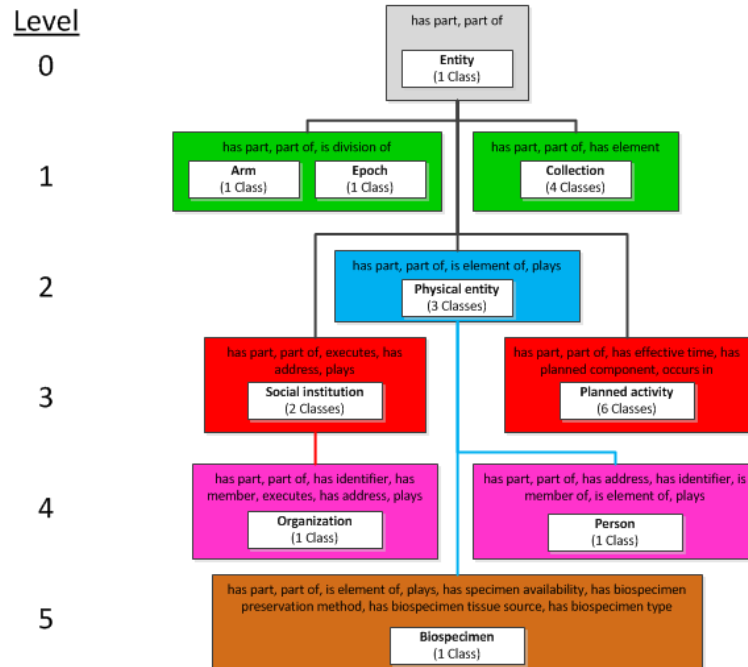 Level
0
has part, part of
Entity
(1 Class)
1
has part, part of, is division of
Arm
(1 Class)
Epoch
(1 Class)
has part, part of, has element
Collection
(4 Classes)
2
has part, part of, is element of, plays
Physical entity
(3 Classes)
3
has part, part of, executes, has
address, plays
Social institution
(2 Classes)
has part, part of, has effective time, has
planned component, occurs in
Planned activity
(6 Classes)
4
has part, part of, has identifier, has
member, executes, has address, plays
Organization
(1 Class)
has part, part of, has address, has identifier, is
member of, is element of, plays
Person
(1 Class)
5
has part, part of, is element of, plays, has specimen availability, has biospecimen
preservation method, has biospecimen tissue source, has biospecimen type
Biospecimen
(1 Class)